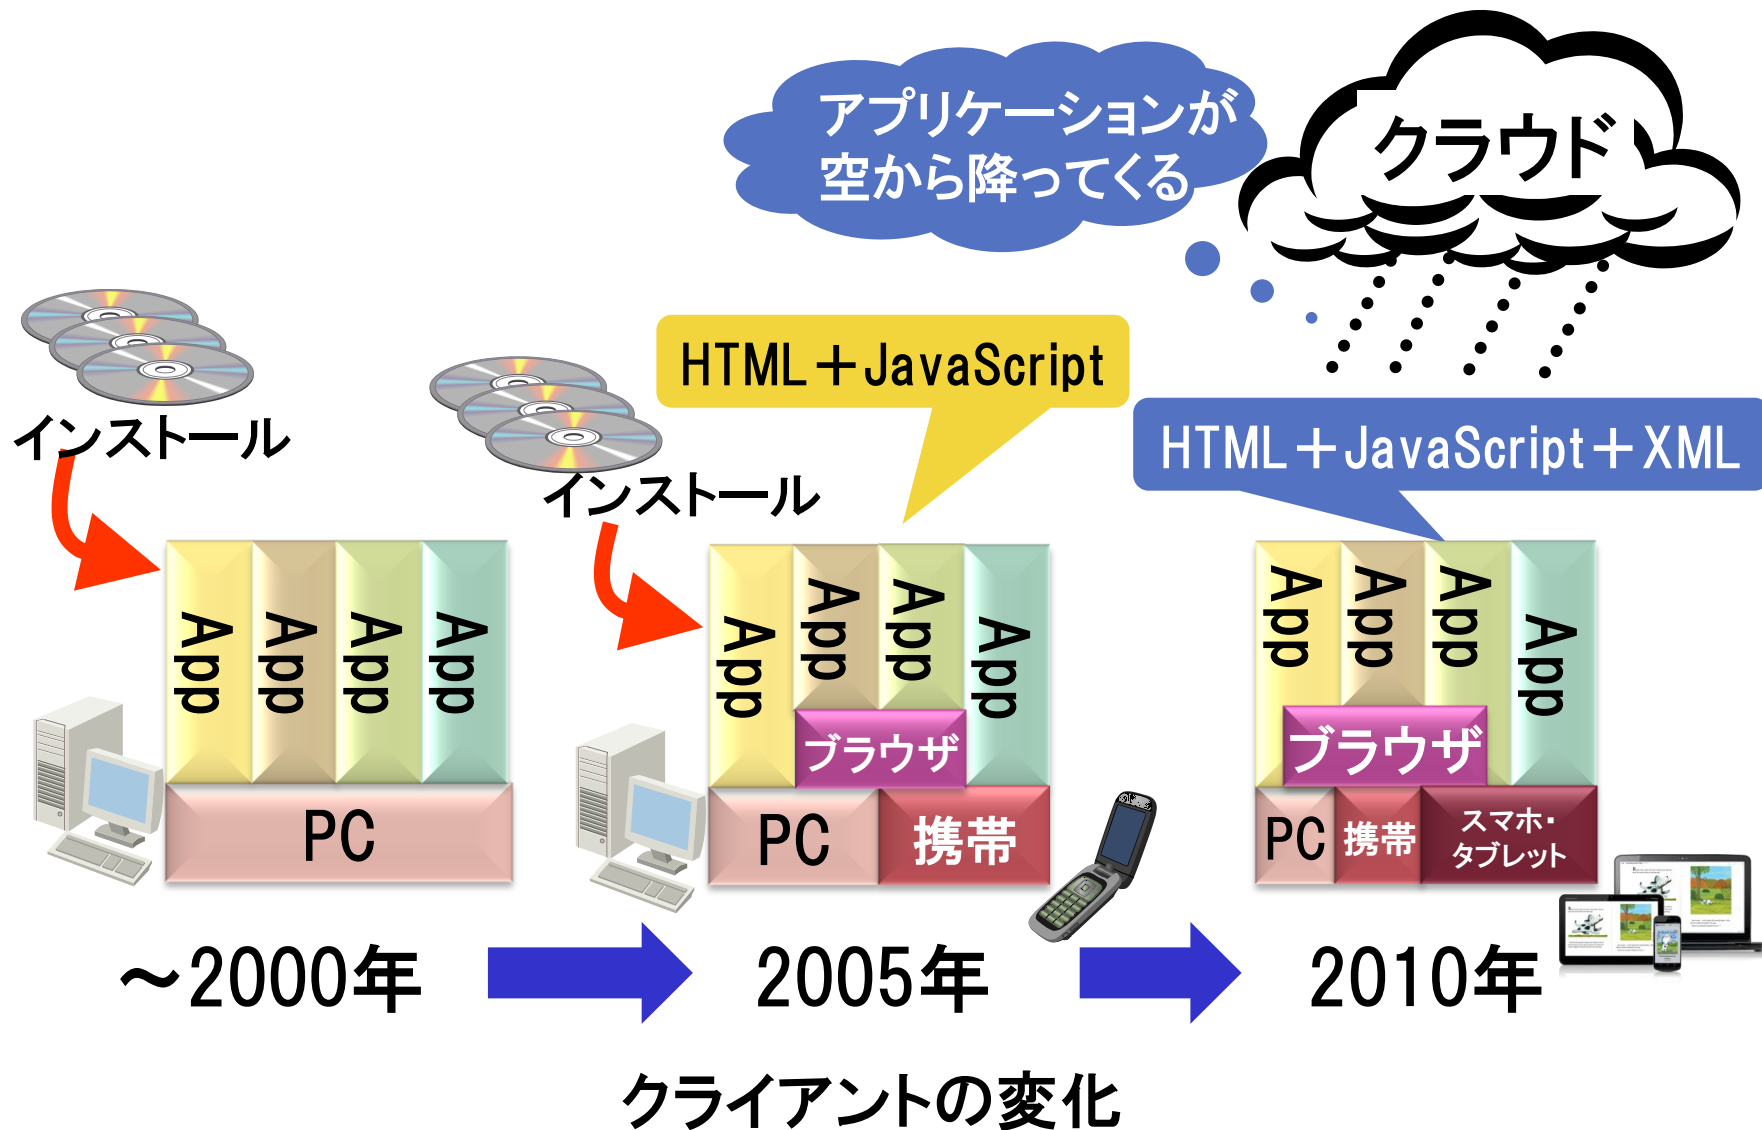 アプリケーションが
空から降ってくる
クラウド
HTML＋JavaScript
HTML＋JavaScript＋XML
インストール
インストール
App
App
App
App
PC
App
App
App
App
ブラウザ
PC
携帯
App
App
App
App
ブラウザ
PC
携帯
スマホ・
タブレット
～2000年
2005年
2010年
クライアントの変化